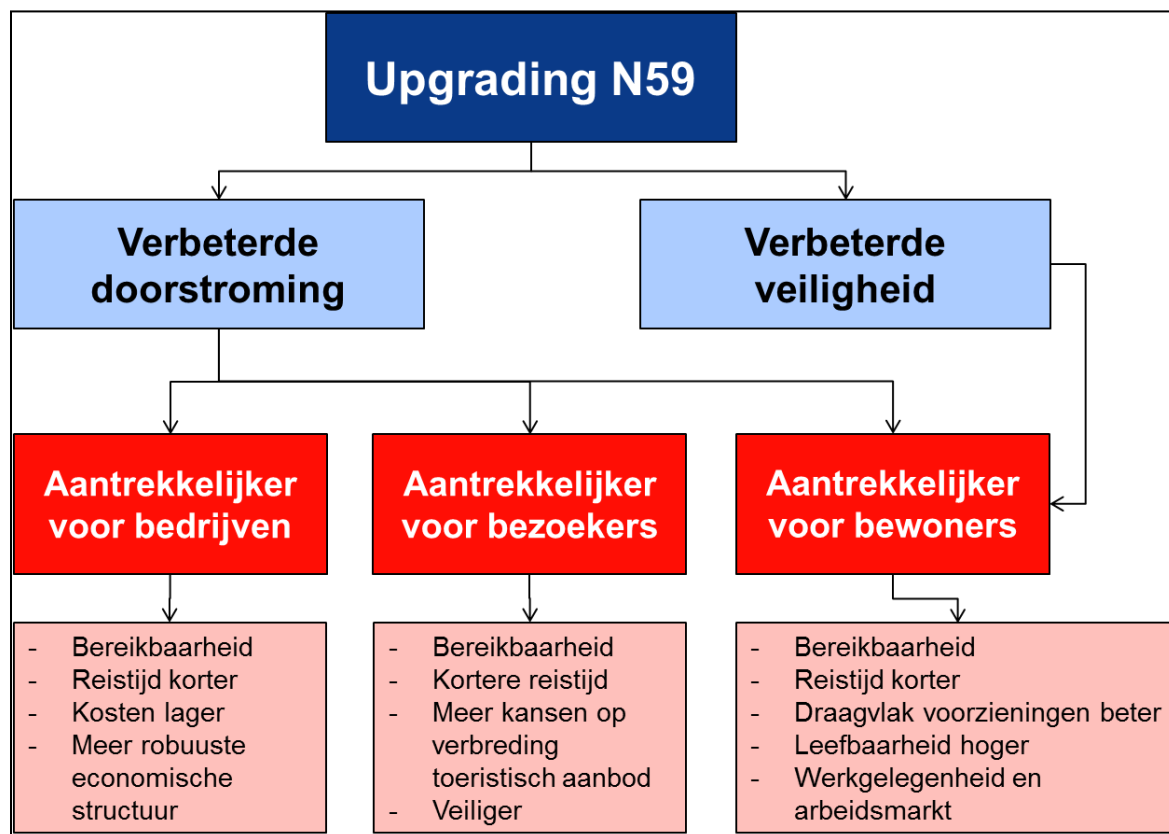 Upgrading N59
Verbeterde
doorstroming
Verbeterde
veiligheid
Aantrekkelijker
voor bedrijven
Aantrekkelijker
voor bezoekers
Aantrekkelijker
voor bewoners
- Bereikbaarheid
- Reistijd korter
- Kosten lager
- Meer robuuste
economische
structuur
- Bereikbaarheid
- Kortere reistijd
- Meer kansen op
verbreding
toeristisch aanbod
- Veiliger
- Bereikbaarheid
- Reistijd korter
- Draagvlak voorzieningen beter
- Leefbaarheid hoger
- Werkgelegenheid en
arbeidsmarkt